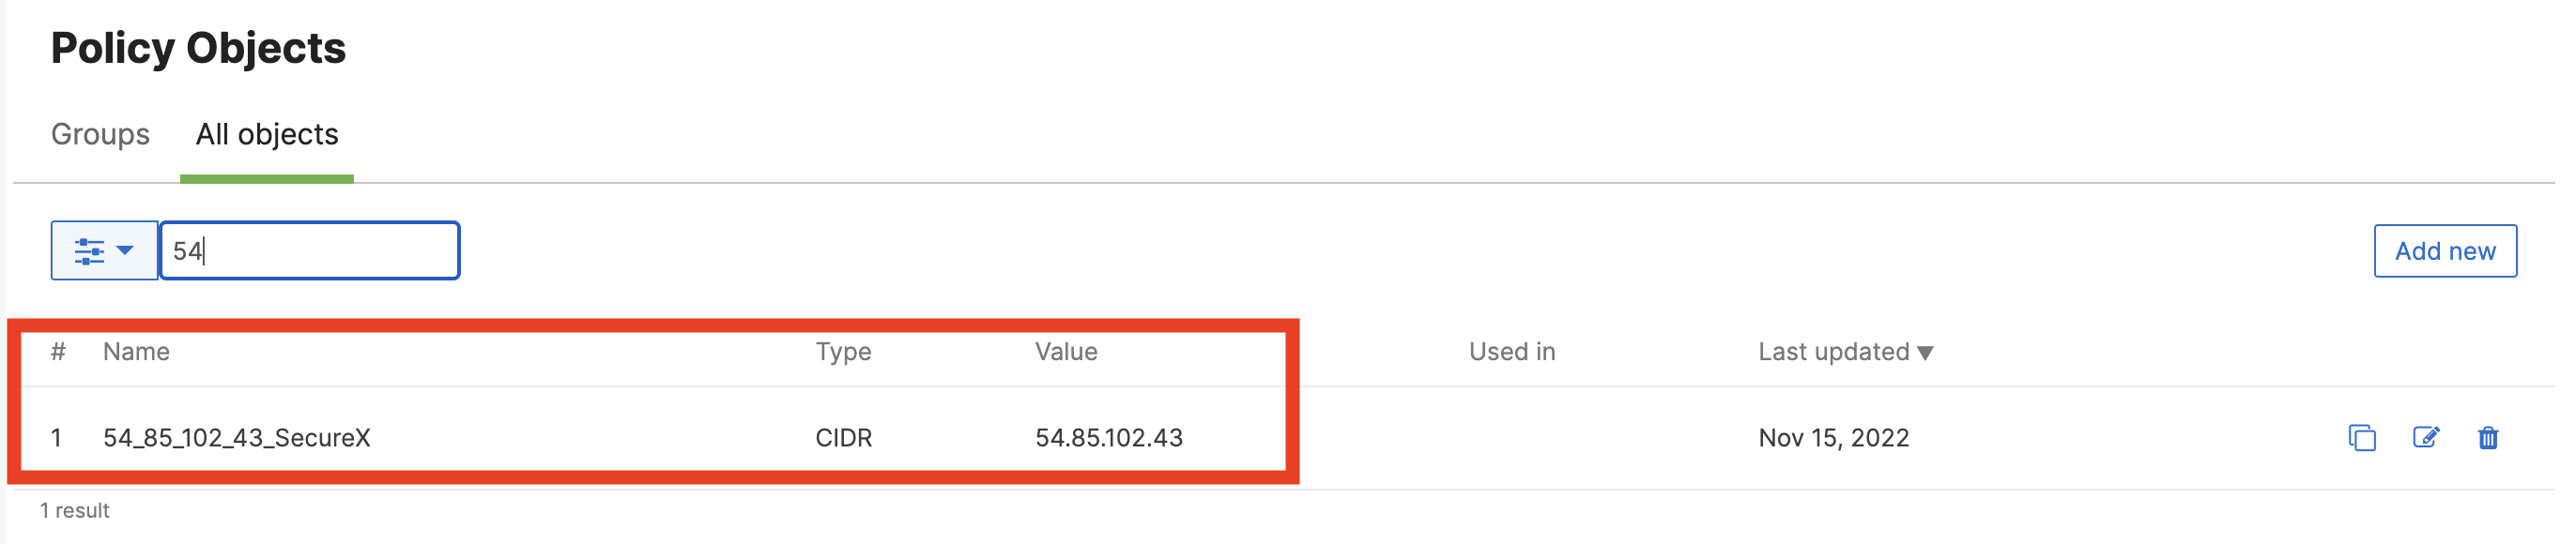 Policy Objects
Groups All objects
54
Add new
# Name Type Value Used in Last updated ▼
1 54_85_102_43_SecureX CIDR 54.85.102.43 Nov 15, 2022
1 result